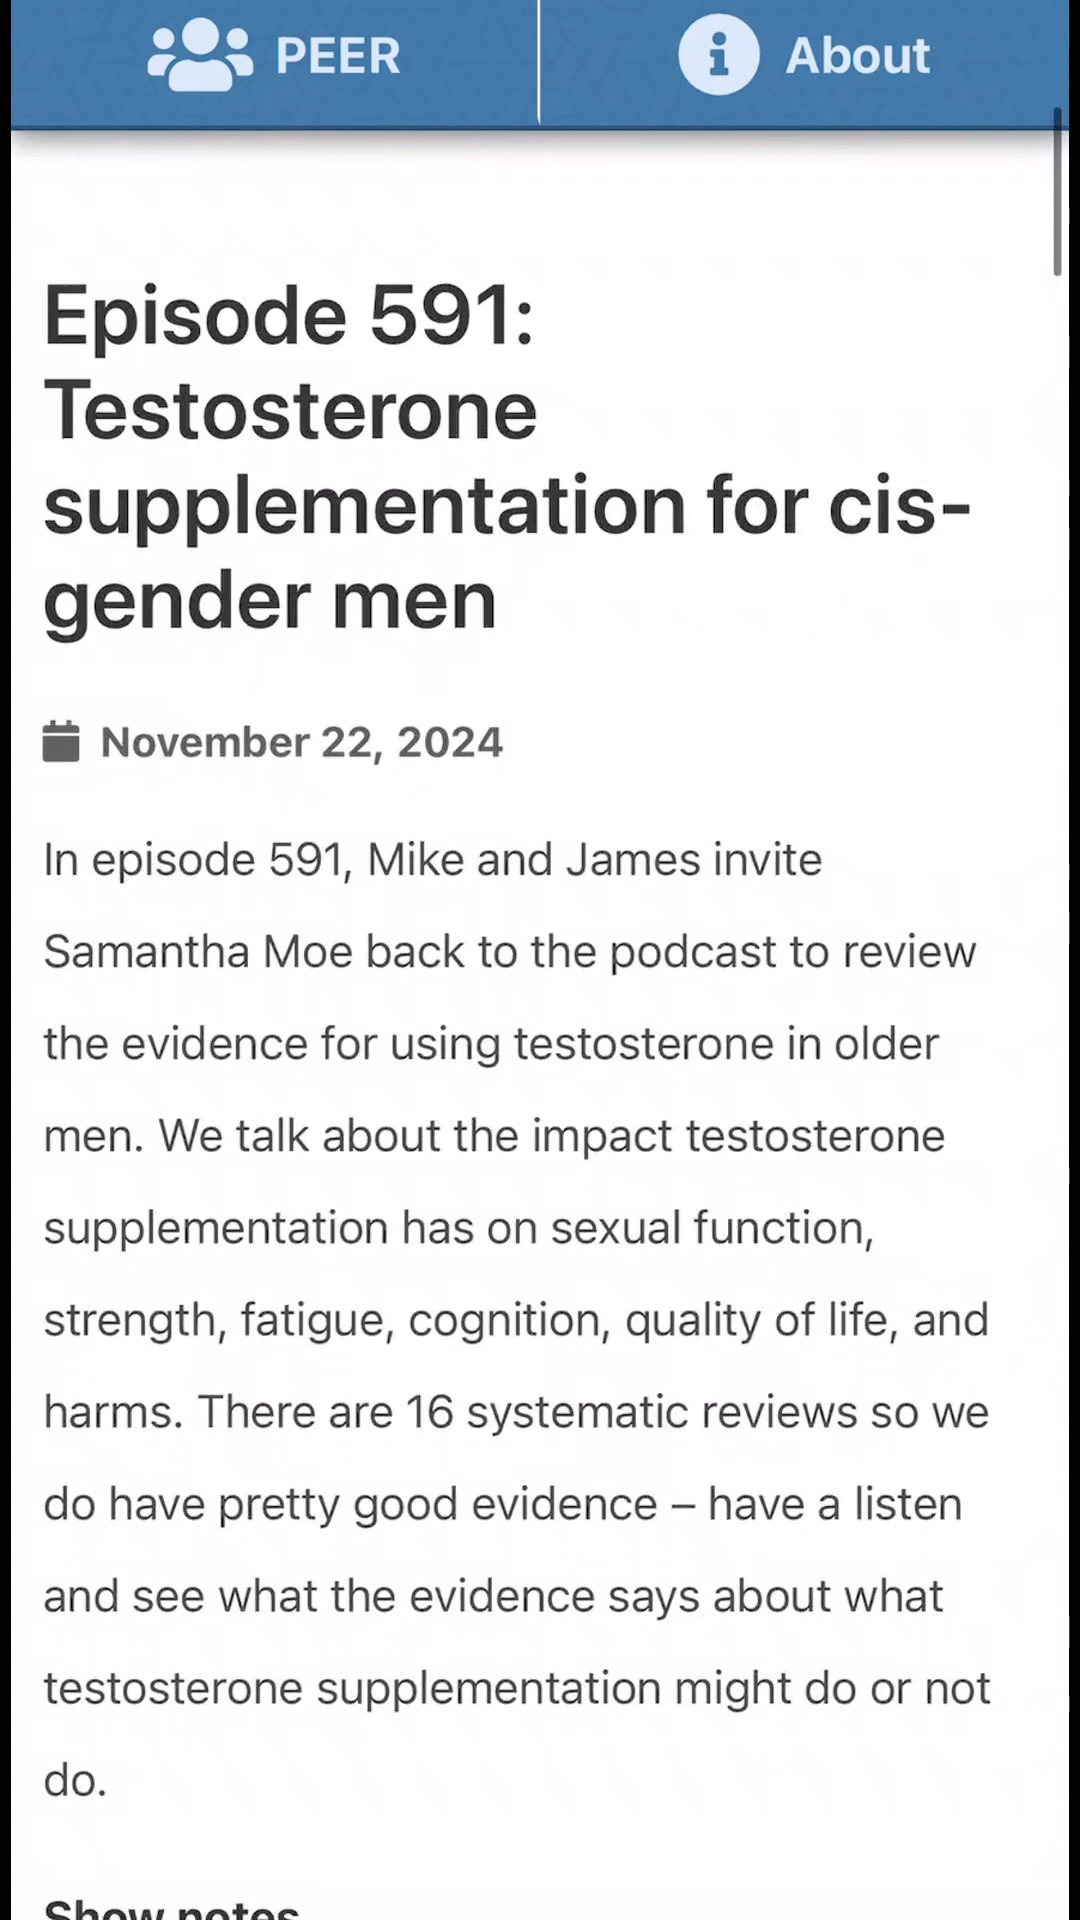 PEER
About
Episode 591:
Testosterone
supplementation for cis-
gender men
November 22, 2024
In episode 591, Mike and James invite
Samantha Moe back to the podcast to review
the evidence for using testosterone in older
men. We talk about the impact testosterone
supplementation has on sexual function,
strength, fatigue, cognition, quality of life, and
harms. There are 16 systematic reviews so we
do have pretty good evidence – have a listen
and see what the evidence says about what
testosterone supplementation might do or not
do.
Show notes